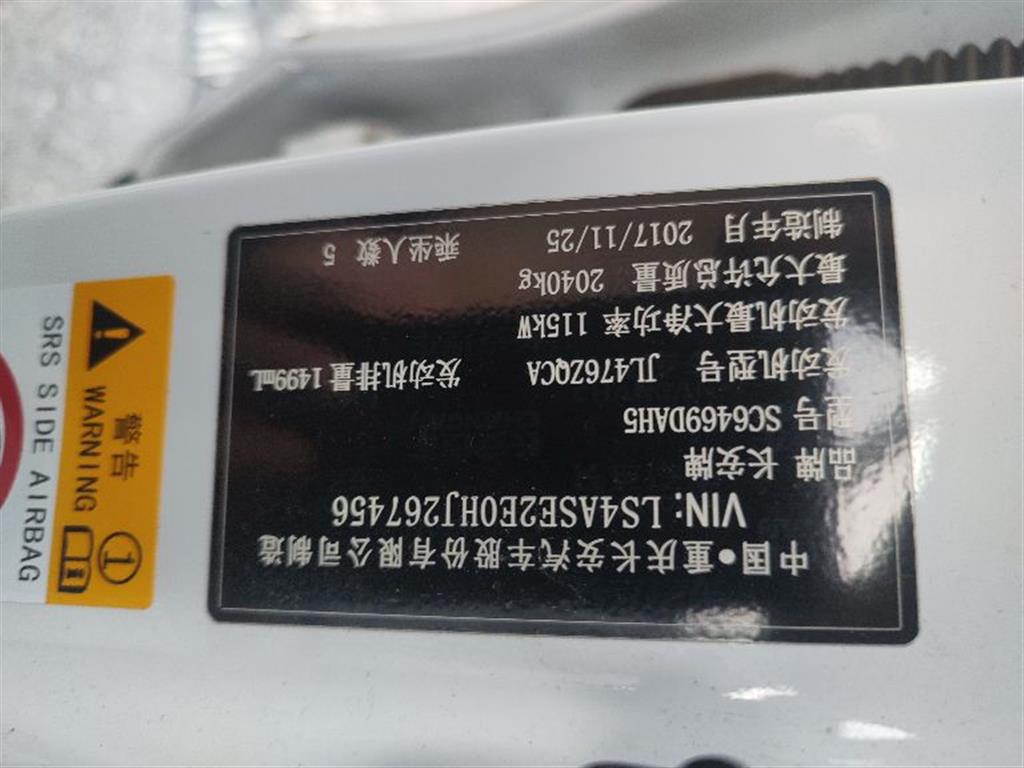 中国●重庆长安汽车股份有限公司制造
VIN: LS4ASE2E0HJ267456
品牌 长安牌
型号 SC6469DAH5
发动机型号 JL476ZQCA 发动机排量 1499mL
发动机最大净功率 115kW
最大允许总质量 2040kg
制造年月 2017/11/25 乘坐人数 5
警告
WARNING
SRS SIDE AIRBAG
1